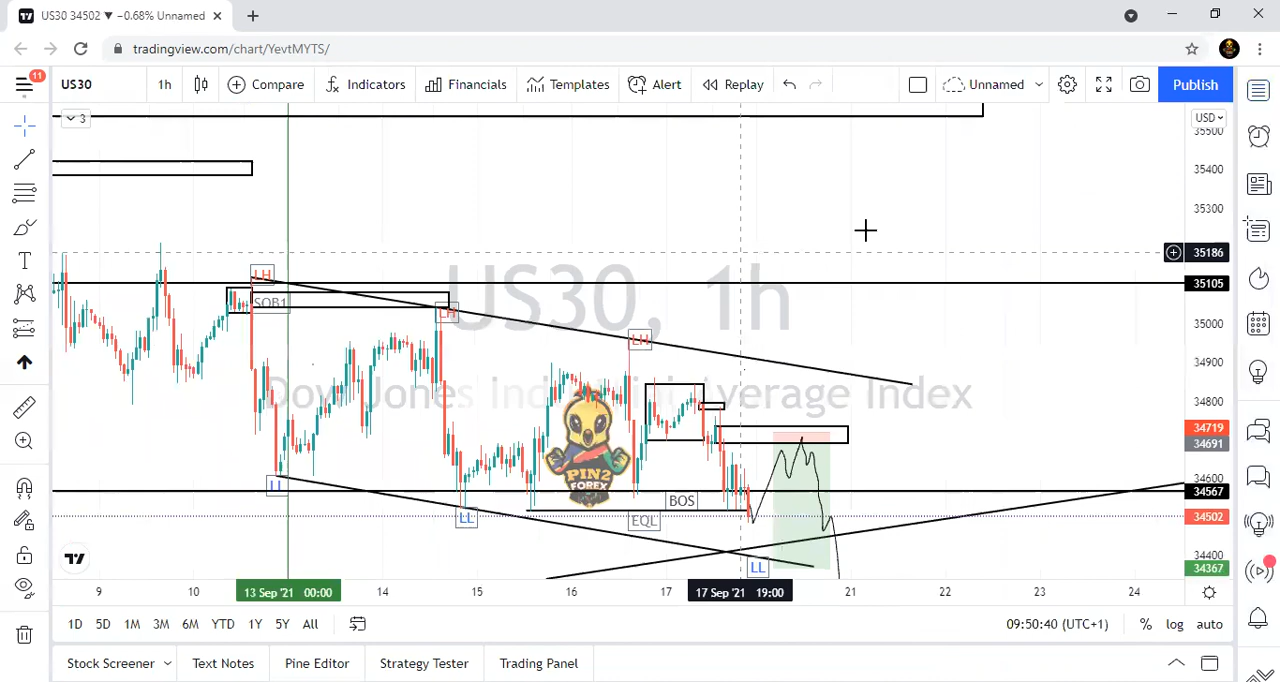 US30 34502 ▼ −0.68% Unnamed
tradingview.com/chart/YevtMYTS/
11
US30
1h
Compare
Indicators
Financials
Templates
Alert
Replay
Unnamed
Publish
3
USD
35500
35400
35300
35186
35105
35000
34900
34800
34719
34691
34600
34567
34502
34400
34367
US30, 1h
Dow Jones Industrial Average Index
LH
SOB1
LH
LH
LL
LL
LL
BOS
EQL
PIN2
FOREX
9
10
13 Sep '21 00:00
14
15
16
17
17 Sep '21 19:00
21
22
23
24
1D
5D
1M
3M
6M
YTD
1Y
5Y
All
09:50:40 (UTC+1)
%
log
auto
Stock Screener
Text Notes
Pine Editor
Strategy Tester
Trading Panel